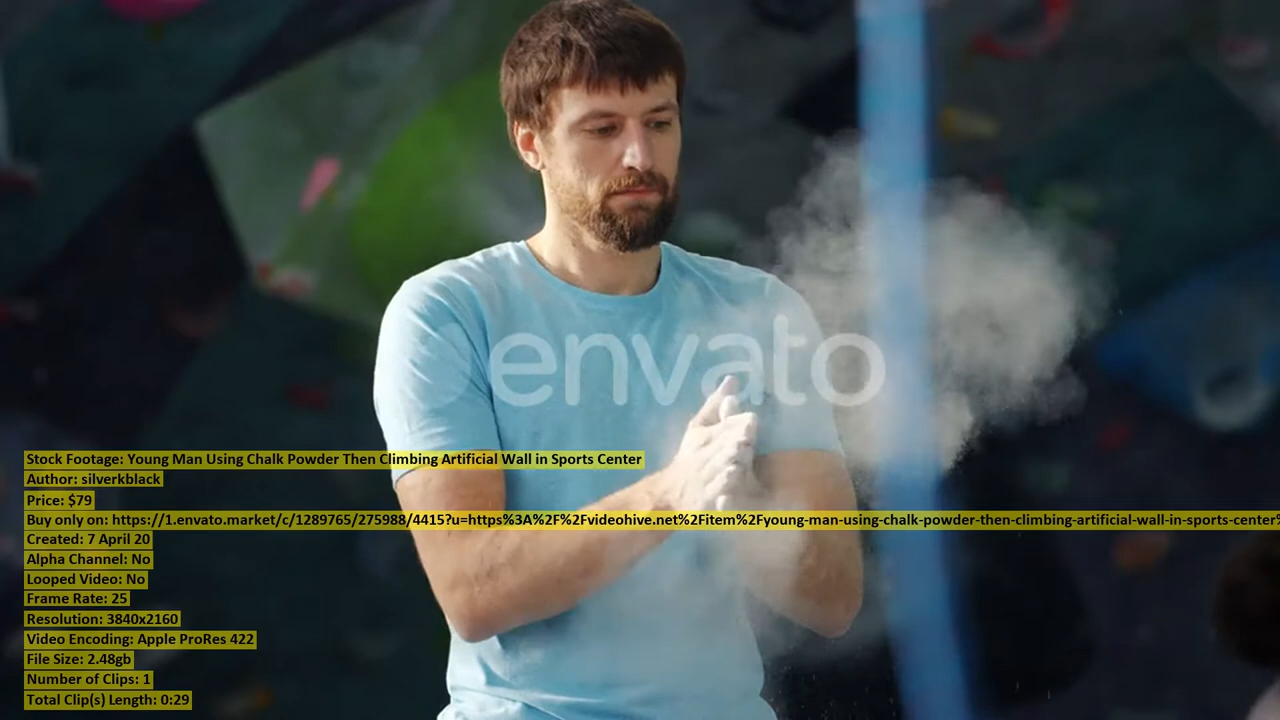 envato
Stock Footage: Young Man Using Chalk Powder Then Climbing Artificial Wall in Sports Center
Author: silverkblack
Price: $79
Buy only on: https://1.envato.market/c/1289765/275988/4415?u=https%3A%2F%2Fvideohive.net%2Fitem%2Fyoung-man-using-chalk-powder-then-climbing-artificial-wall-in-sports-center%
Created: 7 April 20
Alpha Channel: No
Looped Video: No
Frame Rate: 25
Resolution: 3840x2160
Video Encoding: Apple ProRes 422
File Size: 2.48gb
Number of Clips: 1
Total Clip(s) Length: 0:29